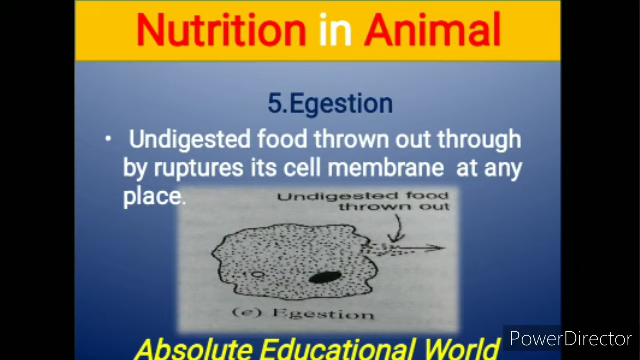 Nutrition in Animal
5.Egestion
• Undigested food thrown out through
by ruptures its cell membrane at any
place.
Undigested food
thrown out
(e) Egestion
Absolute Educational World
PowerDirector